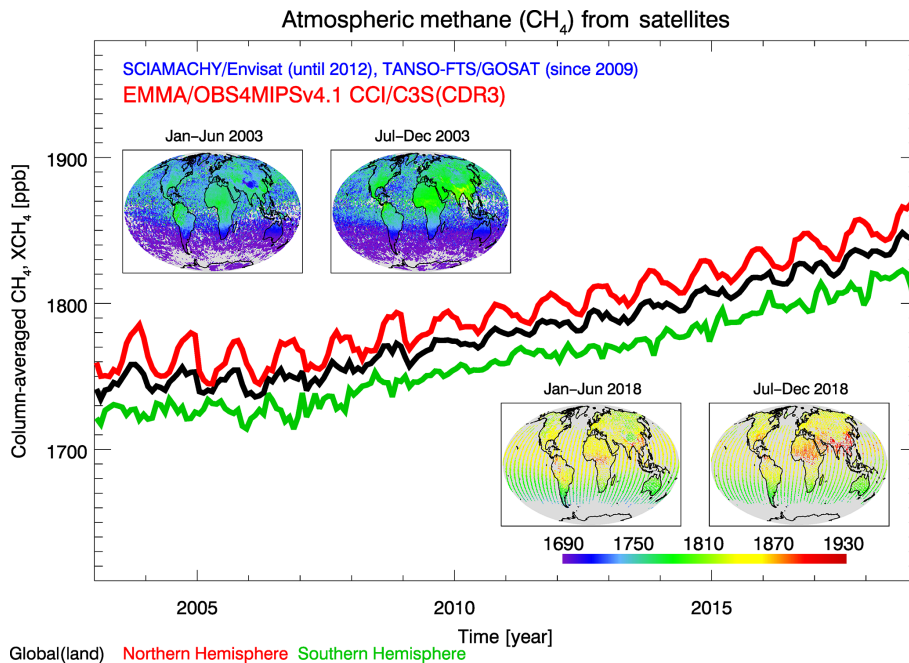 Atmospheric methane (CH4) from satellites
SCIAMACHY/Envisat (until 2012), TANSO-FTS/GOSAT (since 2009)
EMMA/OBS4MIPSv4.1 CCI/C3S(CDR3)
Jan–Jun 2003 Jul–Dec 2003
Column-averaged CH4, XCH4 [ppb]
1900
1800
1700
Jan–Jun 2018 Jul–Dec 2018
1690 1750 1810 1870 1930
2005 2010 2015
Time [year]
Global(land) Northern Hemisphere Southern Hemisphere